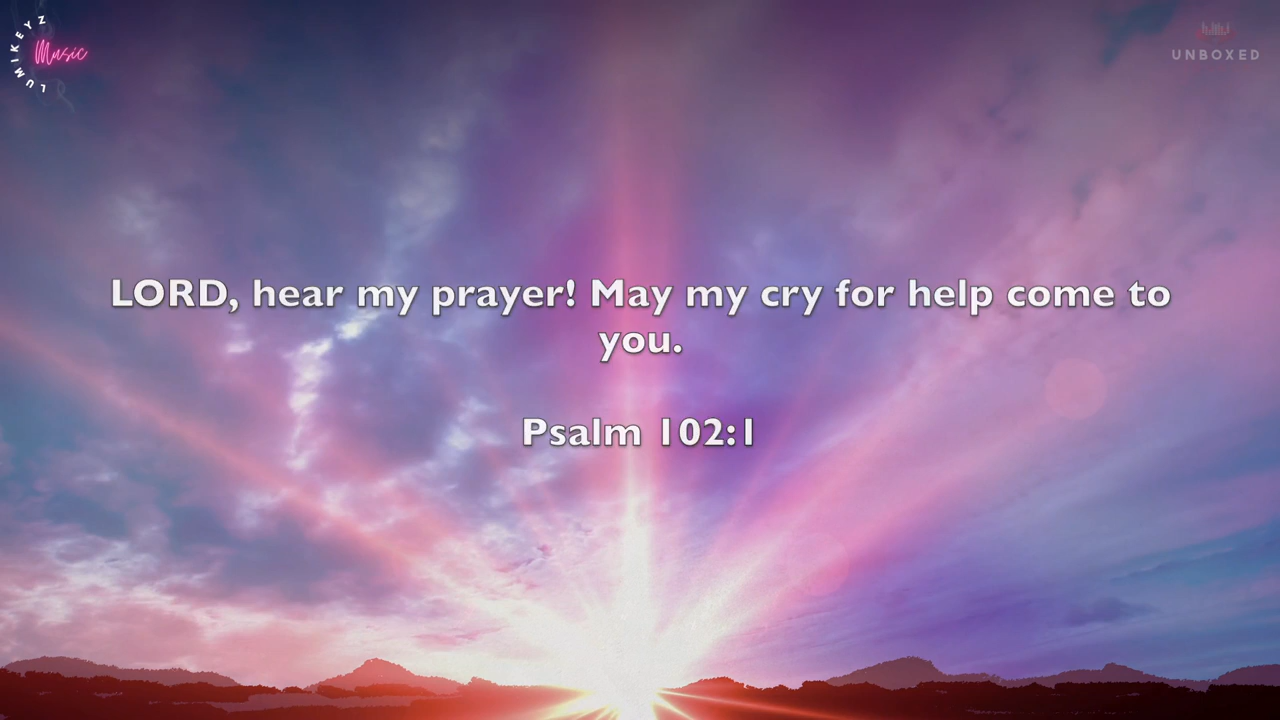 LUMIKEYZ
Music
UNBOXED
LORD, hear my prayer! May my cry for help come to
you.
Psalm 102:1